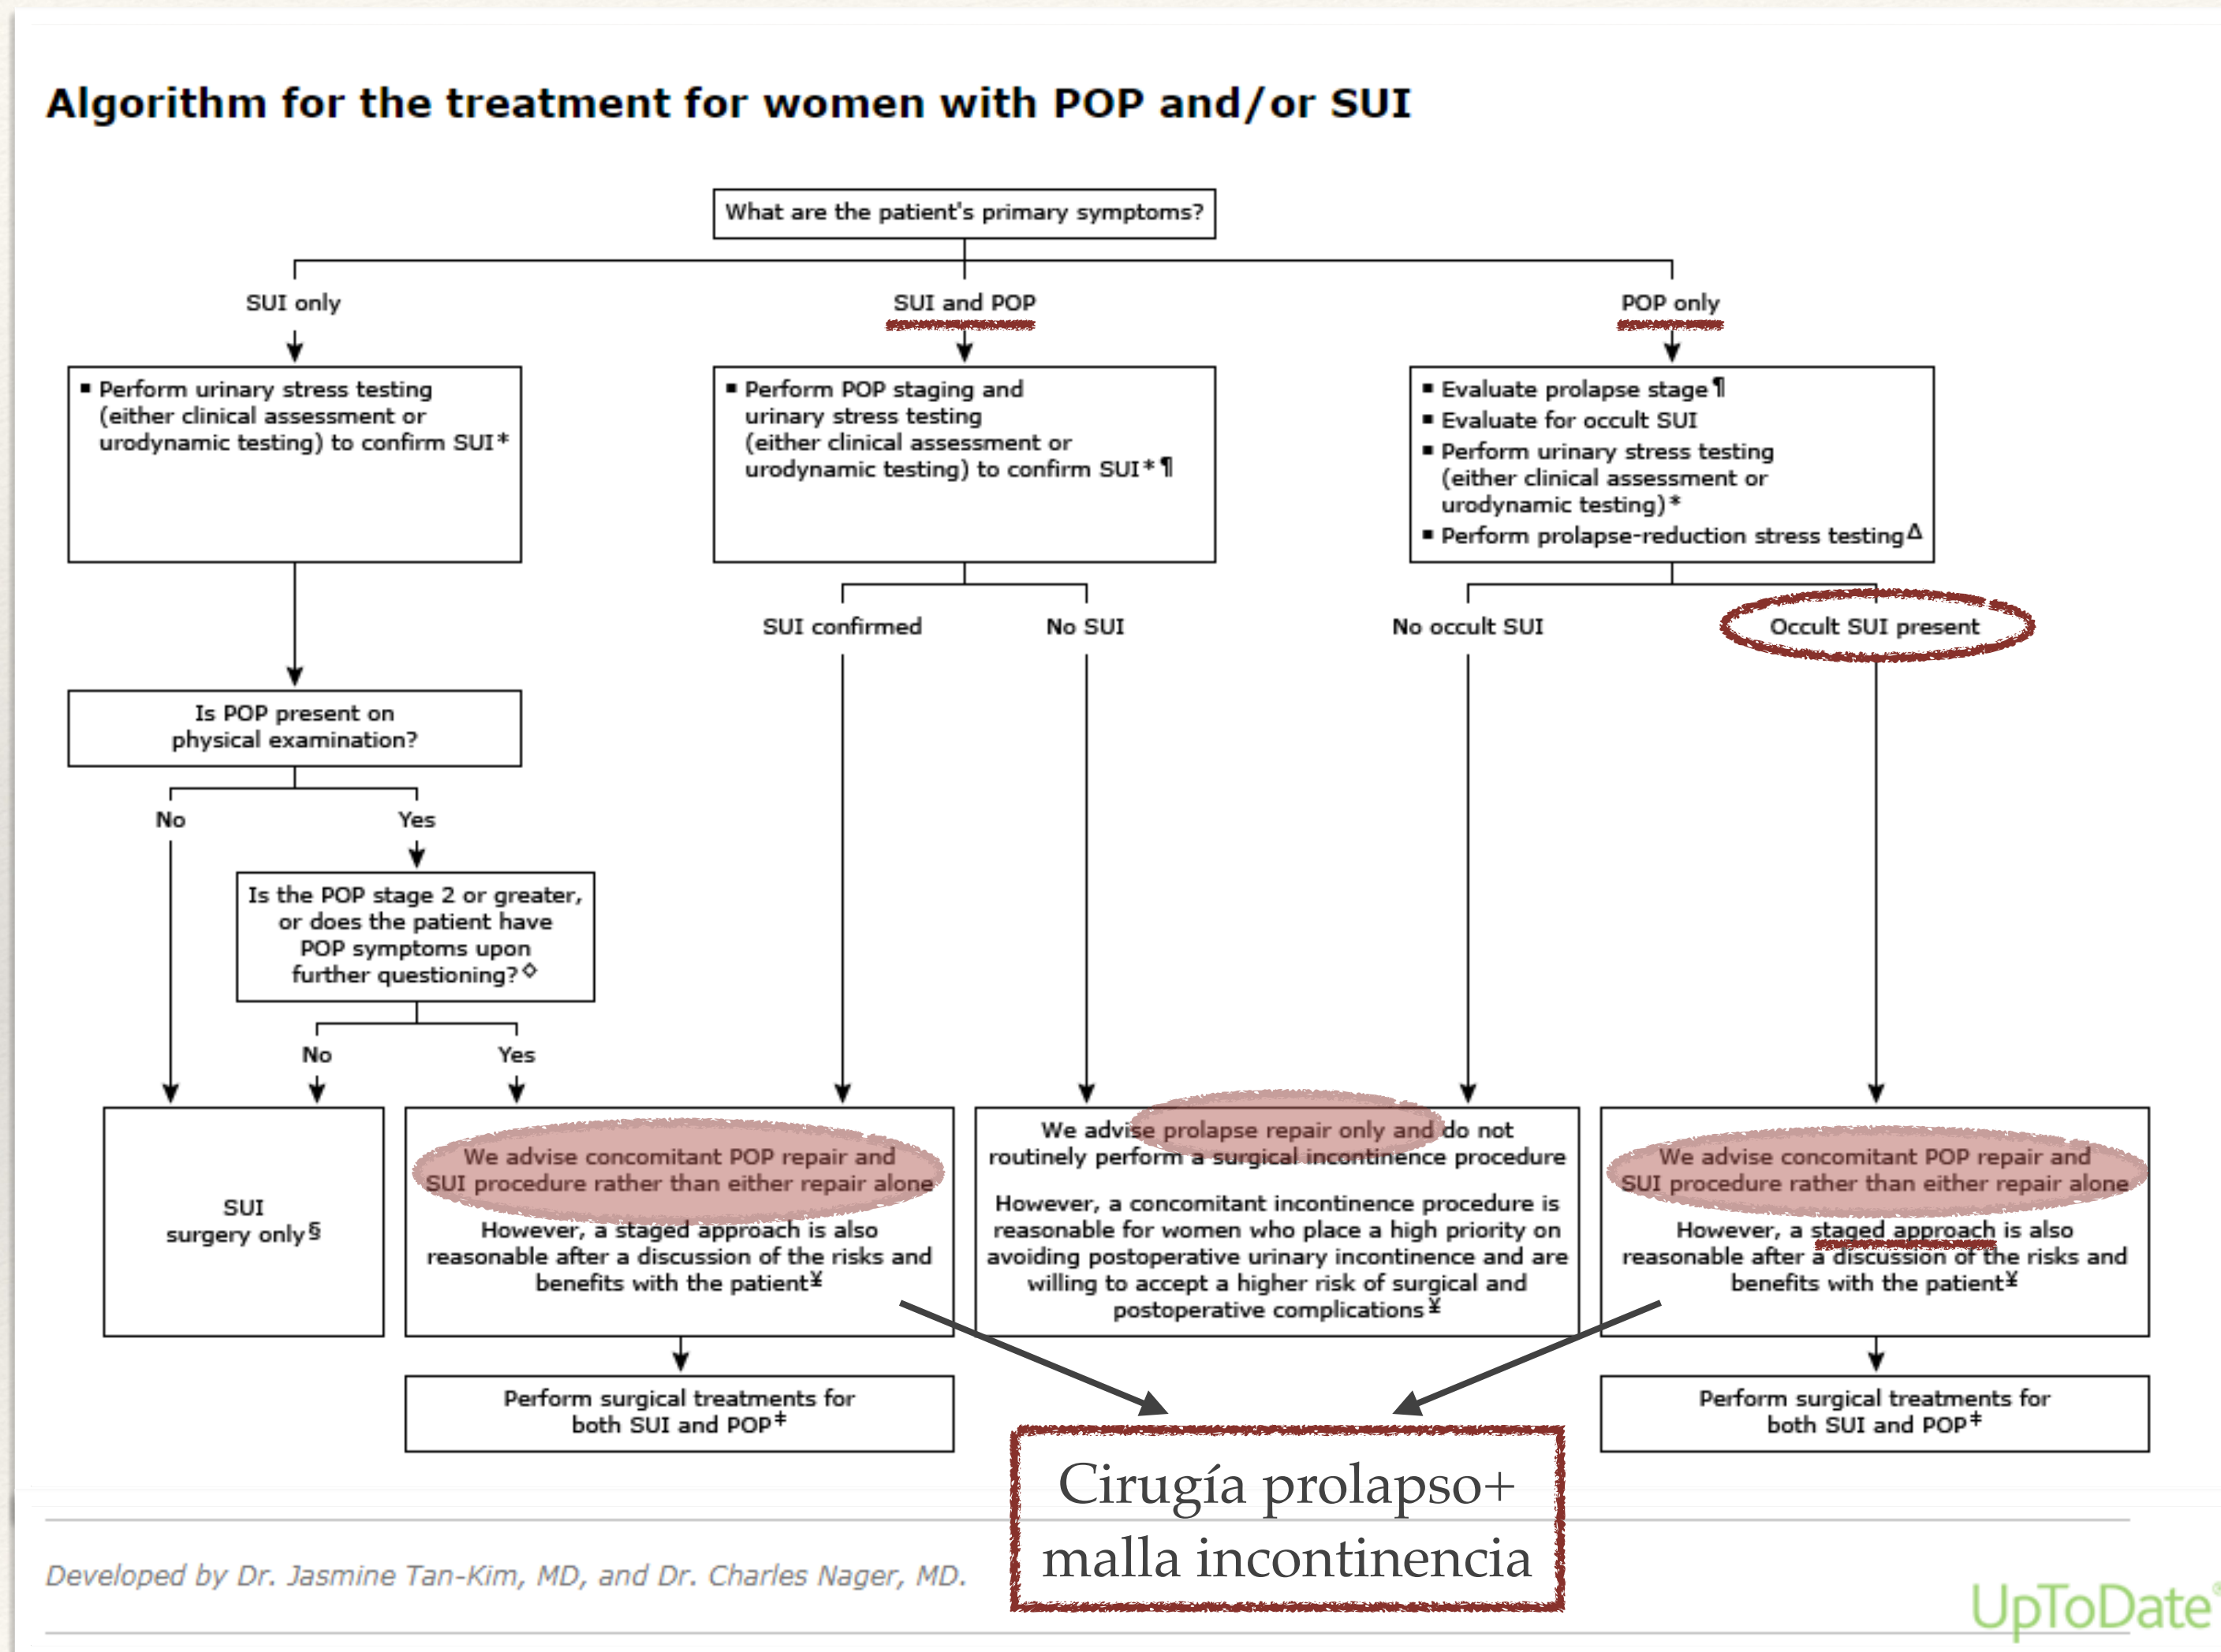 Algorithm for the treatment for women with POP and/or SUI
What are the patient's primary symptoms?
SUI only
SUI and POP
POP only
▪ Perform urinary stress testing
(either clinical assessment or
urodynamic testing) to confirm SUI*
▪ Perform POP staging and
urinary stress testing
(either clinical assessment or
urodynamic testing) to confirm SUI*¶
▪ Evaluate prolapse stage¶
▪ Evaluate for occult SUI
▪ Perform urinary stress testing
(either clinical assessment or
urodynamic testing)*
▪ Perform prolapse-reduction stress testingΔ
SUI confirmed
No SUI
No occult SUI
Occult SUI present
Is POP present on
physical examination?
No
Yes
Is the POP stage 2 or greater,
or does the patient have
POP symptoms upon
further questioning?◇
No
Yes
SUI
surgery only§
We advise concomitant POP repair and
SUI procedure rather than either repair alone
However, a staged approach is also
reasonable after a discussion of the risks and
benefits with the patient¥
We advise prolapse repair only and do not
routinely perform a surgical incontinence procedure
However, a concomitant incontinence procedure is
reasonable for women who place a high priority on
avoiding postoperative urinary incontinence and are
willing to accept a higher risk of surgical and
postoperative complications¥
We advise concomitant POP repair and
SUI procedure rather than either repair alone
However, a staged approach is also
reasonable after a discussion of the risks and
benefits with the patient¥
Perform surgical treatments for
both SUI and POP‡
Perform surgical treatments for
both SUI and POP‡
Cirugía prolapso+
malla incontinencia
Developed by Dr. Jasmine Tan-Kim, MD, and Dr. Charles Nager, MD.
UpToDate®